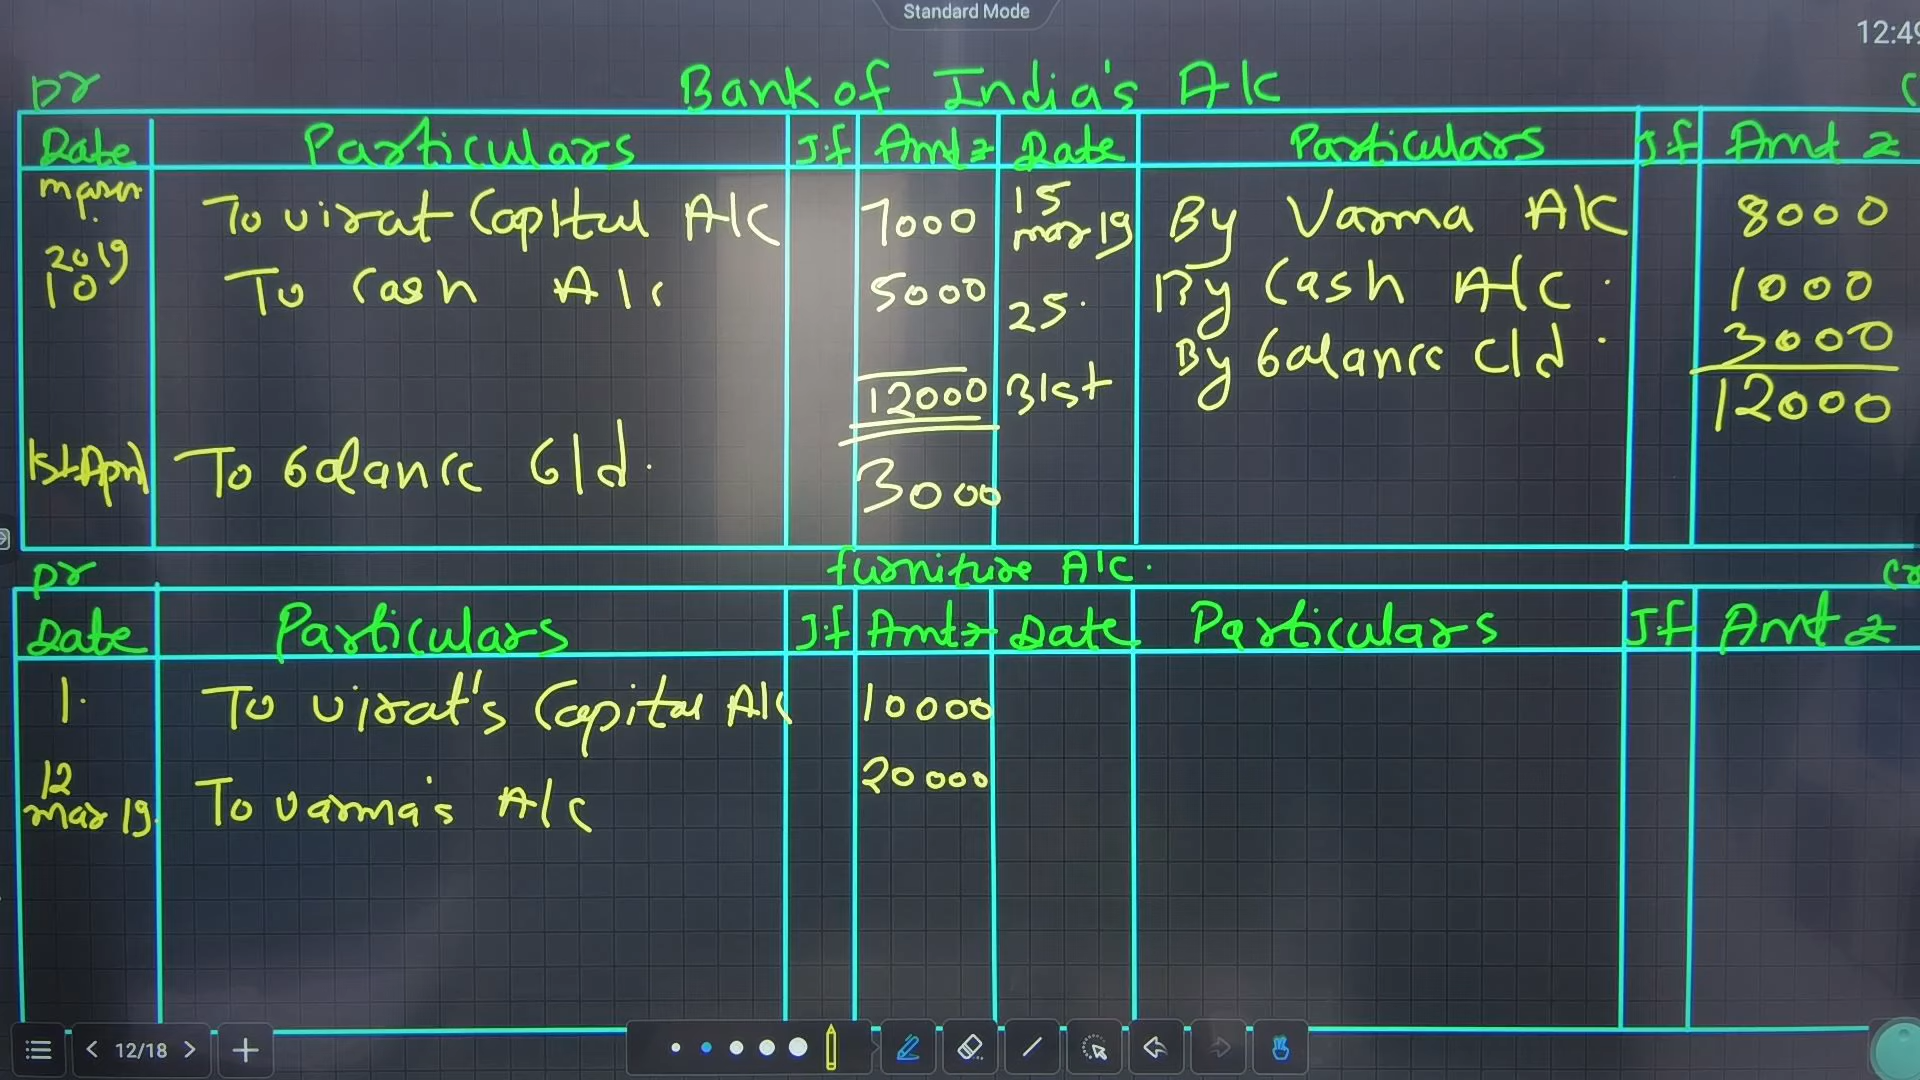 Standard Mode
12:49
Dr Bank of India's A/C C
Date Particulars J.f Amt ₹ Date Particulars J.f Amt ₹
2019 To virat Capital A/C 7000 15 mar 19 By Varma A/C 8000
10 To Cash A/C 5000 25. By Cash A/C. 1000
12000 31st By balance C/d. 3000
12000
1st April To balance b/d. 3000
Dr furniture A/C. Cr
Date Particulars J.f Amt ₹ Date Particulars J.f Amt ₹
1. To virat's Capital A/C 10000
12 mar 19 To varma's A/C 20000
12/18